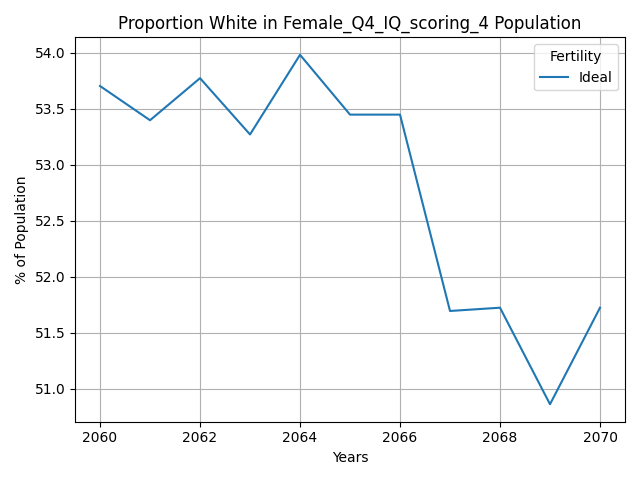 Proportion White in Female_Q4_IQ_scoring_4 Population
Fertility
Ideal
54.0
53.5
53.0
52.5
52.0
51.5
51.0
% of Population
2060
2062
2064
2066
2068
2070
Years